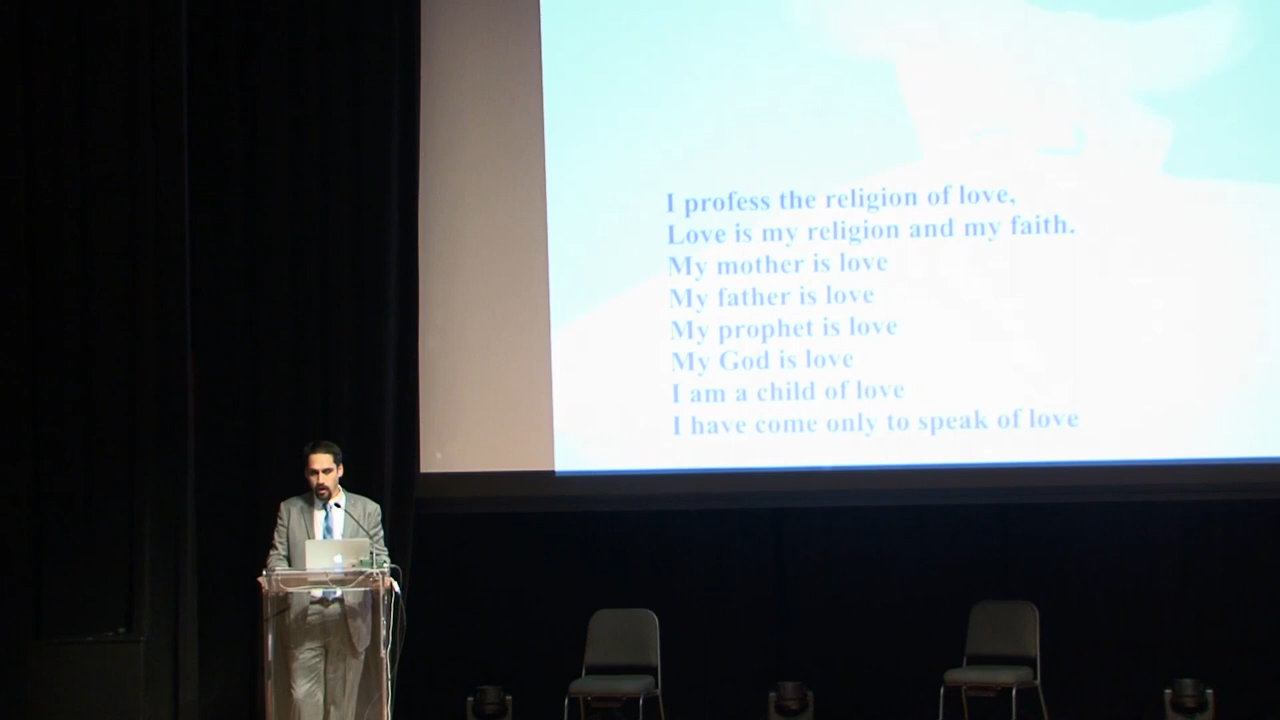 I profess the religion of love,
Love is my religion and my faith.
My mother is love
My father is love
My prophet is love
My God is love
I am a child of love
I have come only to speak of love